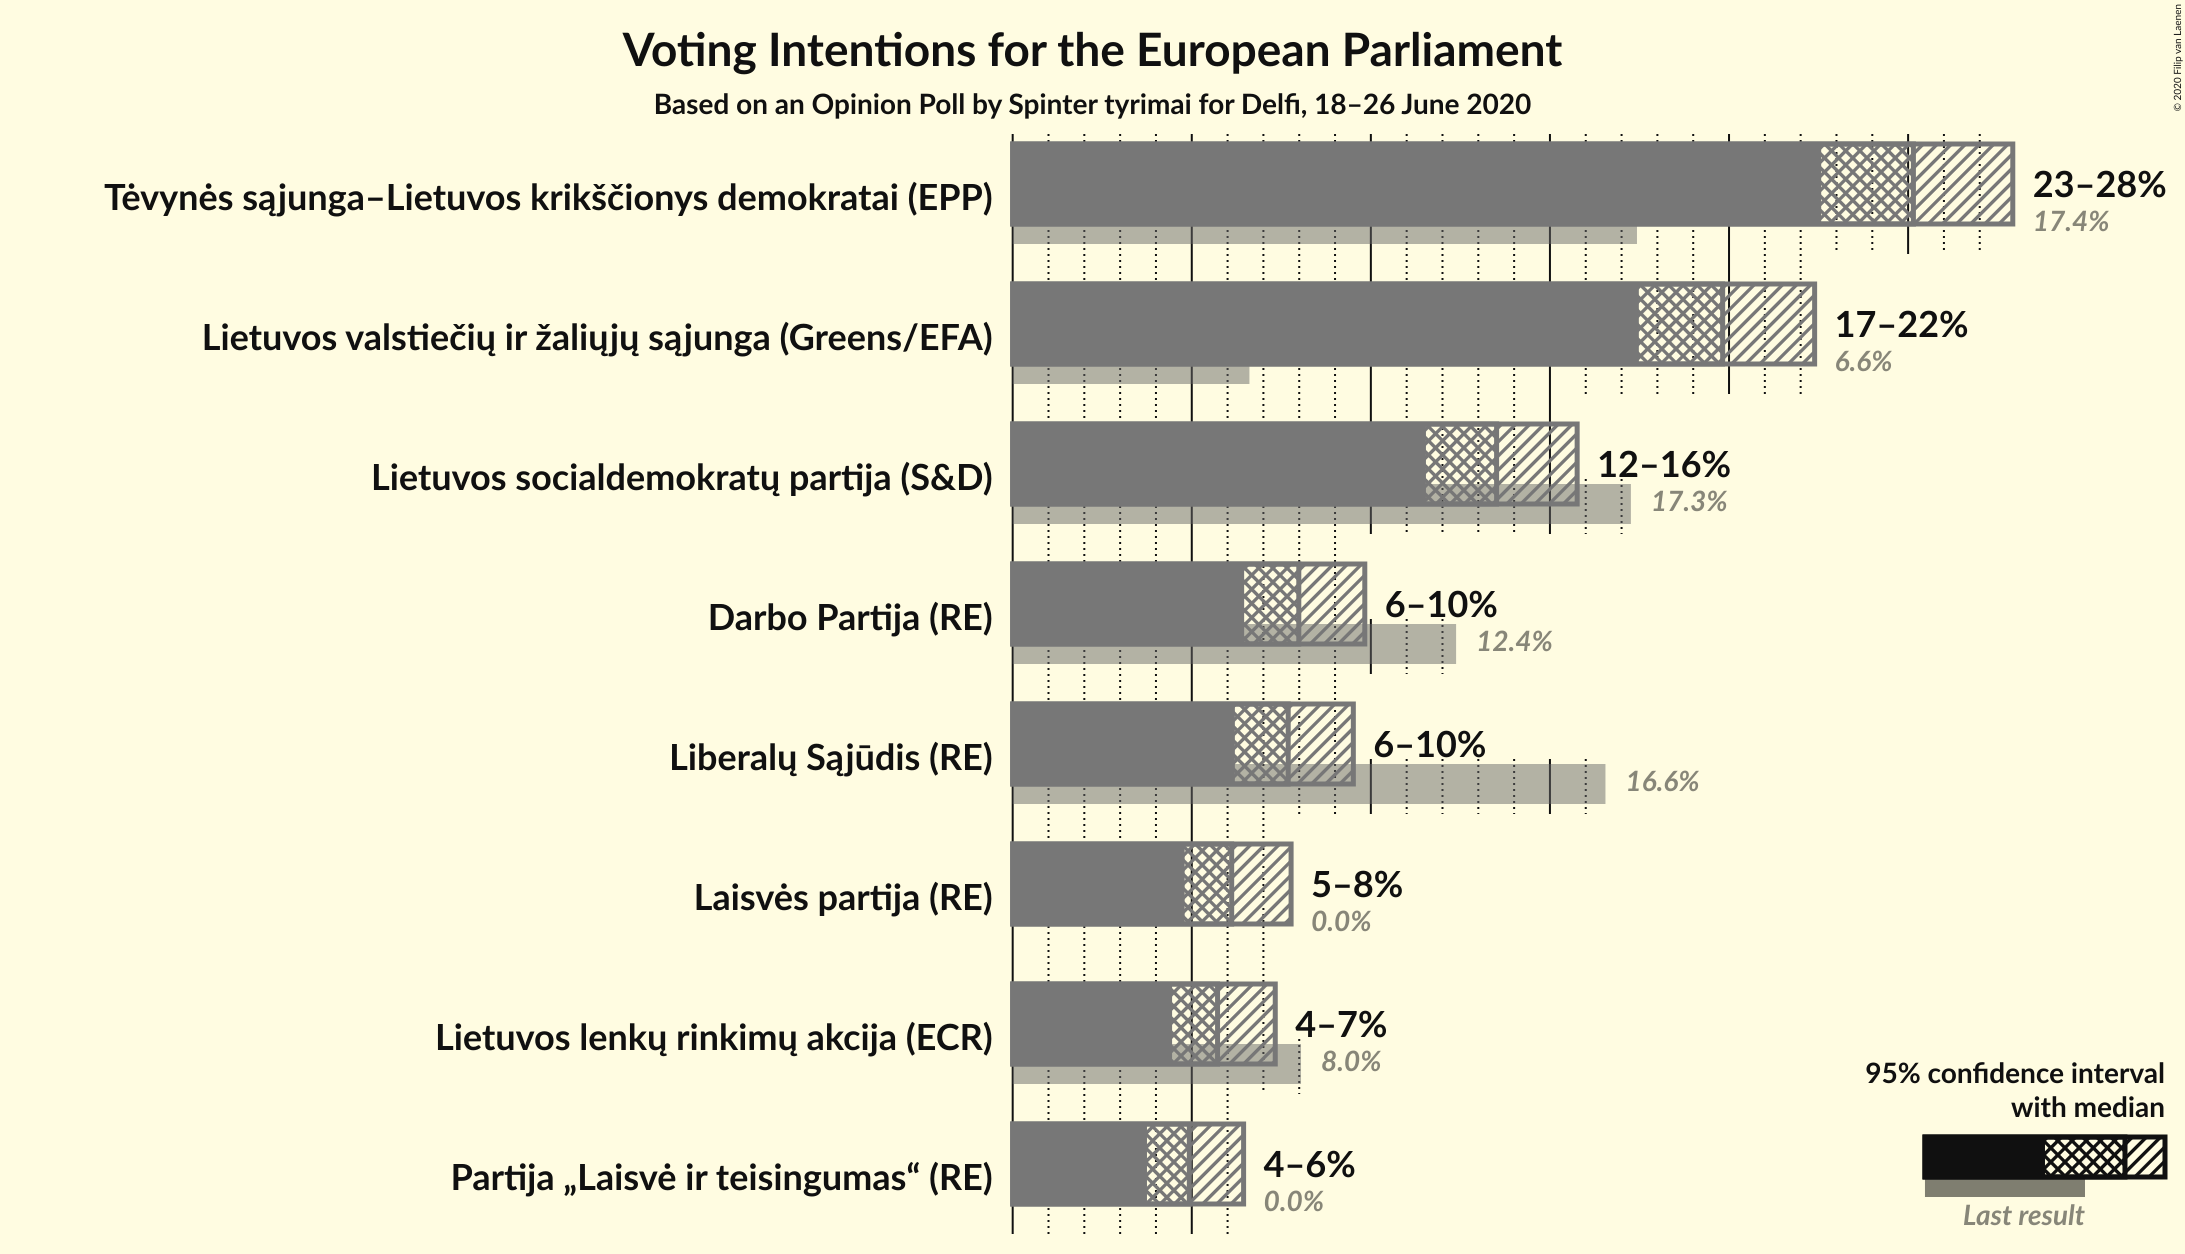 Voting Intentions for the European Parliament
Based on an Opinion Poll by Spinter tyrimai for Delfi, 18–26 June 2020
© 2020 Filip van Laenen
Tėvynės sąjunga–Lietuvos krikščionys demokratai (EPP)
23–28%
17.4%
Lietuvos valstiečių ir žaliųjų sąjunga (Greens/EFA)
17–22%
6.6%
Lietuvos socialdemokratų partija (S&D)
12–16%
17.3%
Darbo Partija (RE)
6–10%
12.4%
Liberalų Sąjūdis (RE)
6–10%
16.6%
Laisvės partija (RE)
5–8%
0.0%
Lietuvos lenkų rinkimų akcija (ECR)
4–7%
8.0%
Partija „Laisvė ir teisingumas“ (RE)
4–6%
0.0%
95% confidence interval
with median
Last result